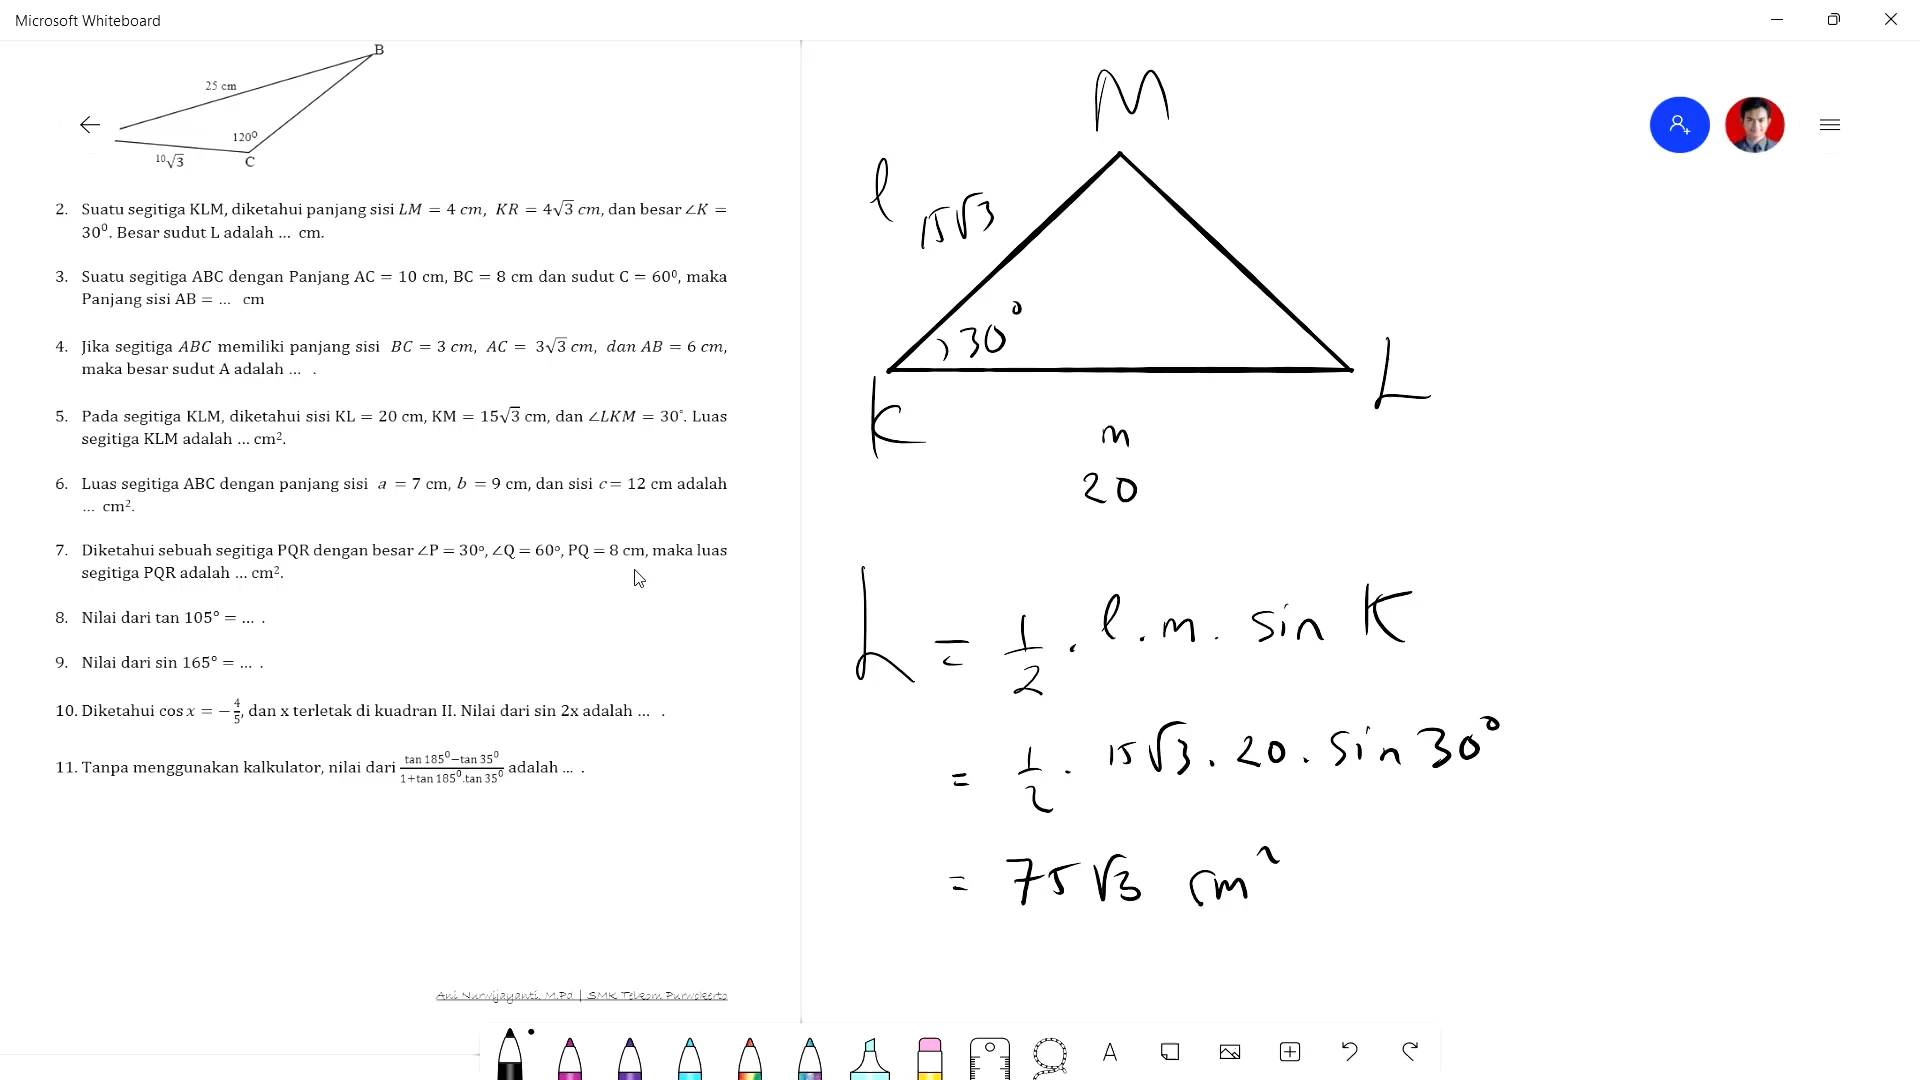 Microsoft Whiteboard
B
25 cm
120⁰
10√3
C
2. Suatu segitiga KLM, diketahui panjang sisi LM = 4 cm, KR = 4√3 cm, dan besar ∠K =
30⁰. Besar sudut L adalah ... cm.
3. Suatu segitiga ABC dengan Panjang AC = 10 cm, BC = 8 cm dan sudut C = 60⁰, maka
Panjang sisi AB = ... cm
4. Jika segitiga ABC memiliki panjang sisi BC = 3 cm, AC = 3√3 cm, dan AB = 6 cm,
maka besar sudut A adalah ... .
5. Pada segitiga KLM, diketahui sisi KL = 20 cm, KM = 15√3 cm, dan ∠LKM = 30°. Luas
segitiga KLM adalah ... cm².
6. Luas segitiga ABC dengan panjang sisi a = 7 cm, b = 9 cm, dan sisi c = 12 cm adalah
... cm².
7. Diketahui sebuah segitiga PQR dengan besar ∠P = 30°, ∠Q = 60°, PQ = 8 cm, maka luas
segitiga PQR adalah ... cm².
8. Nilai dari tan 105° = ... .
9. Nilai dari sin 165° = ... .
10. Diketahui cos x = −4/5, dan x terletak di kuadran II. Nilai dari sin 2x adalah ... .
11. Tanpa menggunakan kalkulator, nilai dari (tan 185⁰−tan 35⁰)/(1+tan 185⁰.tan 35⁰) adalah ... .
Ani Nurwijayanti, M.Pd | SMK Telkom Purwokerto
M
l
15√3
30°
K
L
m
20
L = 1/2 . l . m . sin K
= 1/2 . 15√3 . 20 . sin 30°
= 75√3 cm²
A